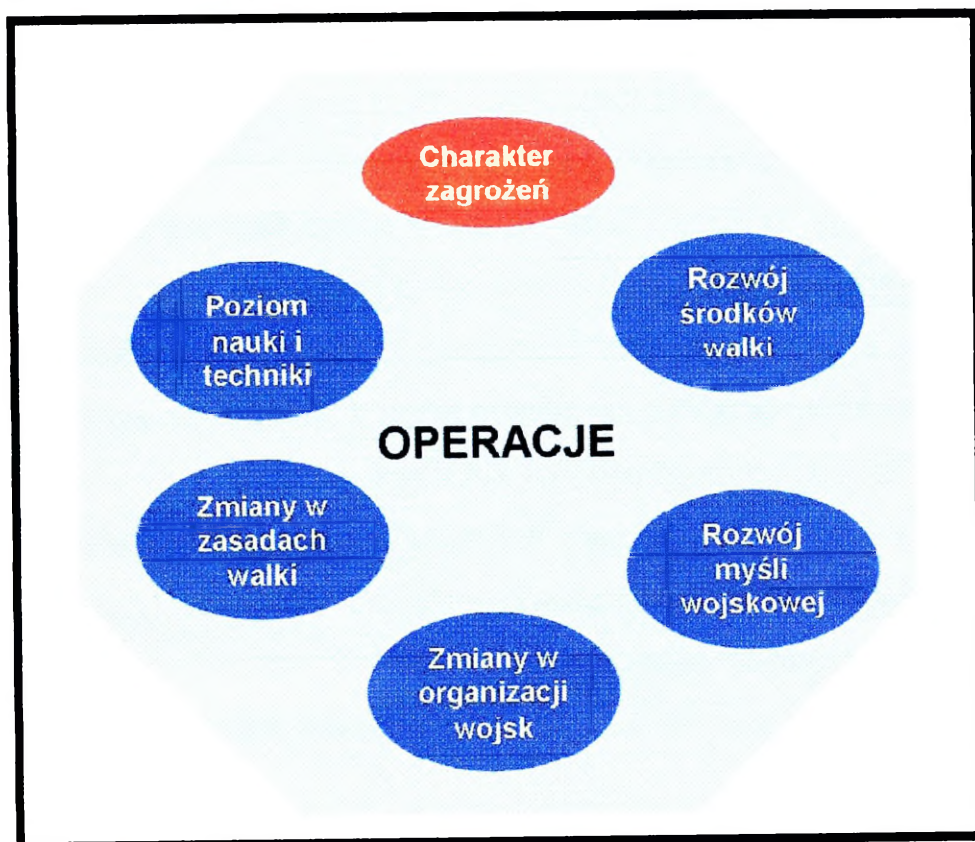 Charakter
zagrożeń
Rozwój
środków
walki
Poziom
nauki i
techniki
OPERACJE
Zmiany w
zasadach
walki
Rozwój
myśli
wojskowej
Zmiany w
organizacji
wojsk